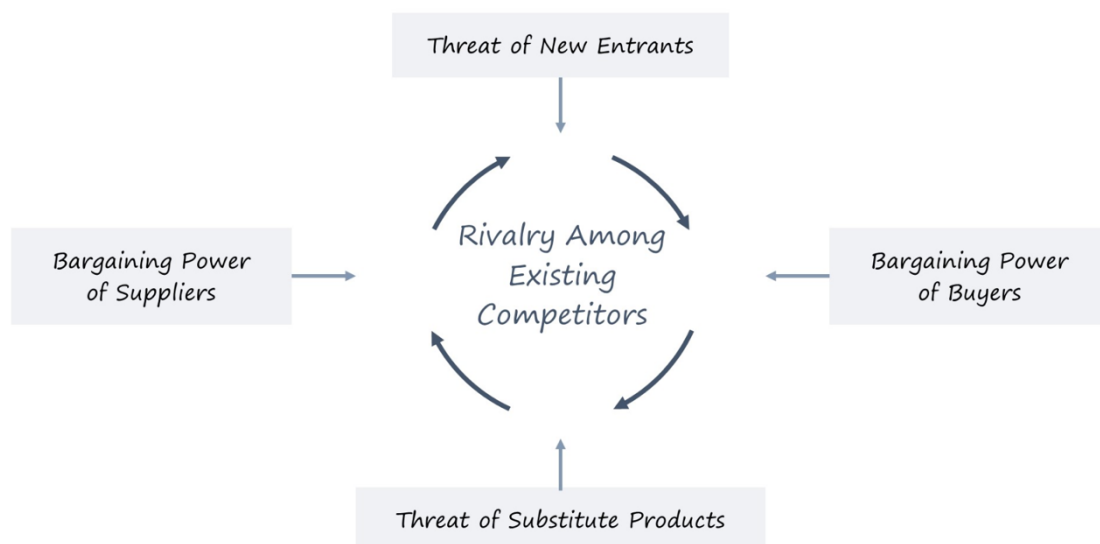 Threat of New Entrants
Bargaining Power
of Suppliers
Rivalry Among
Existing
Competitors
Bargaining Power
of Buyers
Threat of Substitute Products